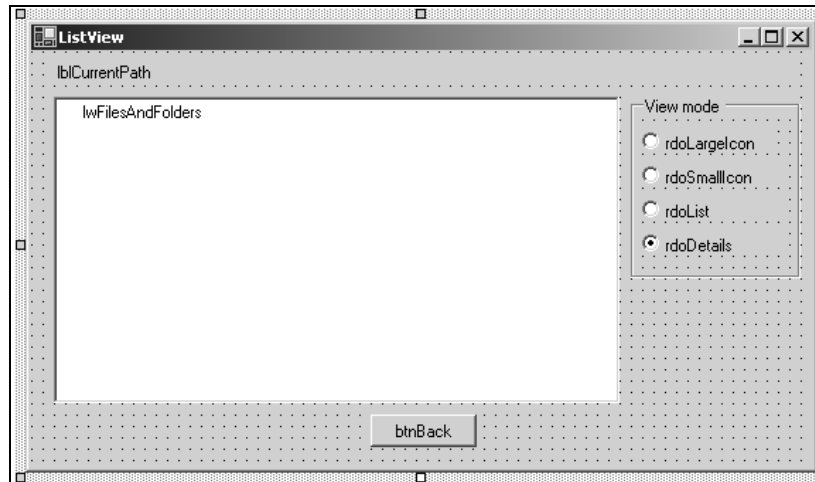 ListView
lblCurrentPath
lwFilesAndFolders
View mode
rdoLargeIcon
rdoSmallIcon
rdoList
rdoDetails
btnBack